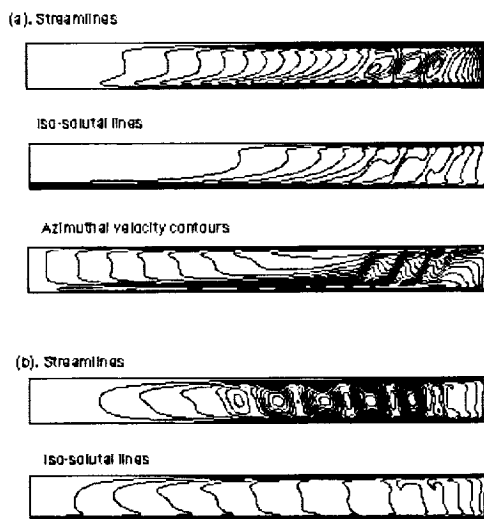 (a). Streamlines
Iso-solutal lines
Azimuthal velocity contours
(b). Streamlines
Iso-solutal lines